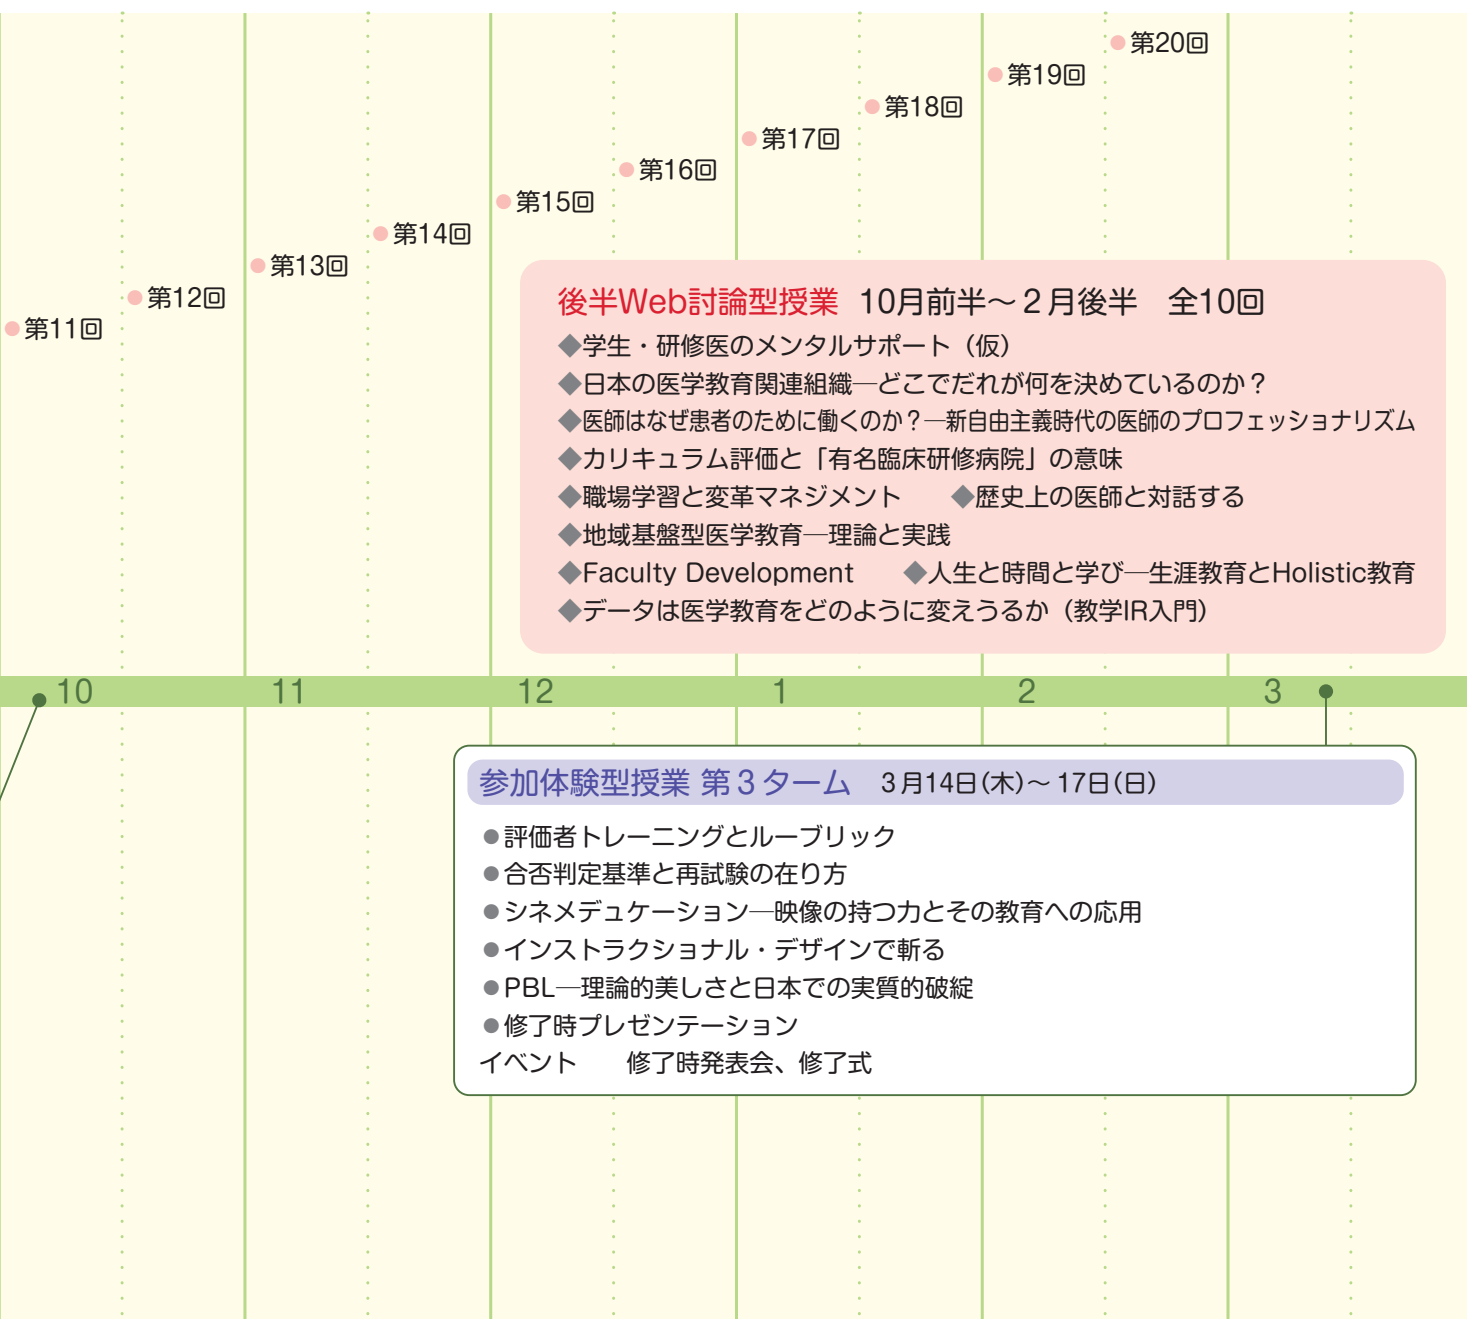 第20回
第19回
第18回
第17回
第16回
第15回
第14回
第13回
第12回
第11回
後半Web討論型授業 10月前半～2月後半 全10回
◆学生・研修医のメンタルサポート（仮）
◆日本の医学教育関連組織─どこでだれが何を決めているのか？
◆医師はなぜ患者のために働くのか？─新自由主義時代の医師のプロフェッショナリズム
◆カリキュラム評価と「有名臨床研修病院」の意味
◆職場学習と変革マネジメント ◆歴史上の医師と対話する
◆地域基盤型医学教育─理論と実践
◆Faculty Development ◆人生と時間と学び─生涯教育とHolistic教育
◆データは医学教育をどのように変えうるか（教学IR入門）
10 11 12 1 2 3
参加体験型授業 第3ターム 3月14日(木)～17日(日)
●評価者トレーニングとルーブリック
●合否判定基準と再試験の在り方
●シネメデュケーション─映像の持つ力とその教育への応用
●インストラクショナル・デザインで斬る
●PBL─理論的美しさと日本での実質的破綻
●修了時プレゼンテーション
イベント 修了時発表会、修了式